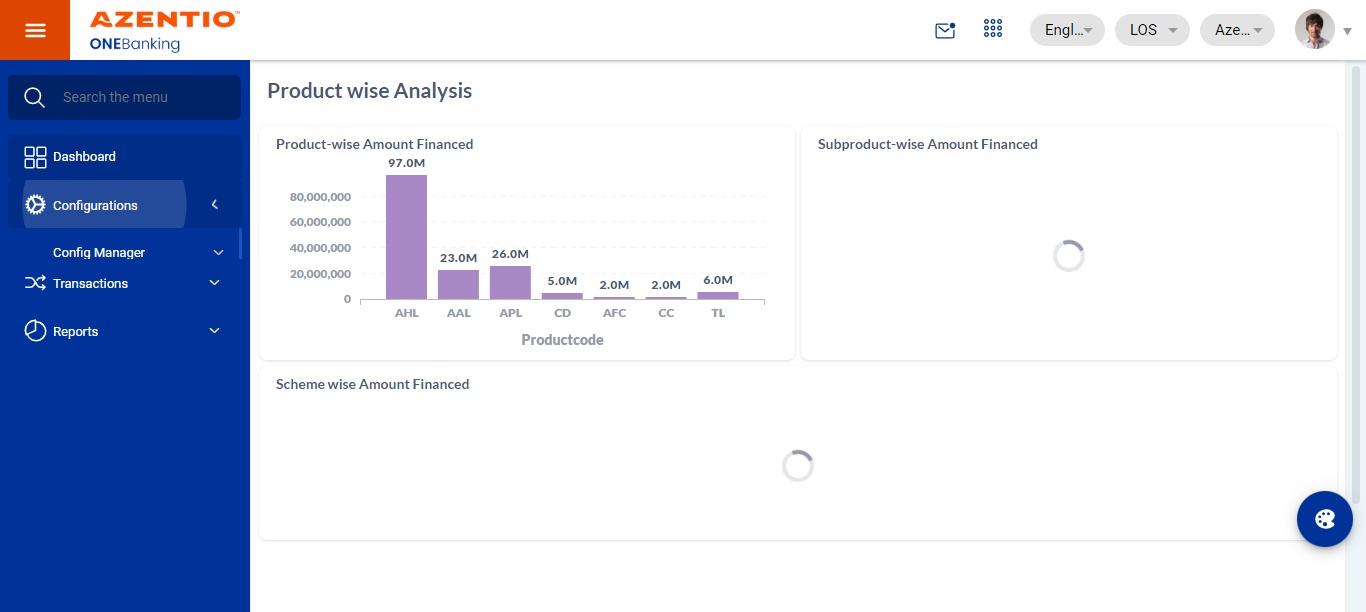 AZENTIO™
ONEBanking
Engl...
LOS
Aze...
Search the menu
Dashboard
Configurations
Config Manager
Transactions
Reports
Product wise Analysis
Product-wise Amount Financed
97.0M
80,000,000
60,000,000
40,000,000
20,000,000
0
23.0M
26.0M
5.0M
2.0M
2.0M
6.0M
AHL
AAL
APL
CD
AFC
CC
TL
Productcode
Subproduct-wise Amount Financed
Scheme wise Amount Financed